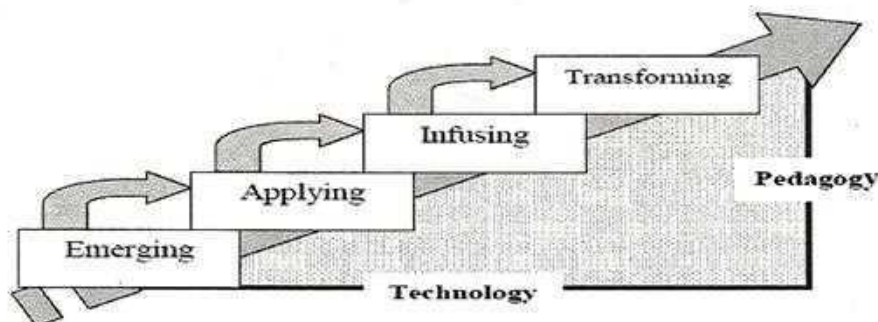 Transforming
Infusing
Applying
Pedagogy
Emerging
Technology